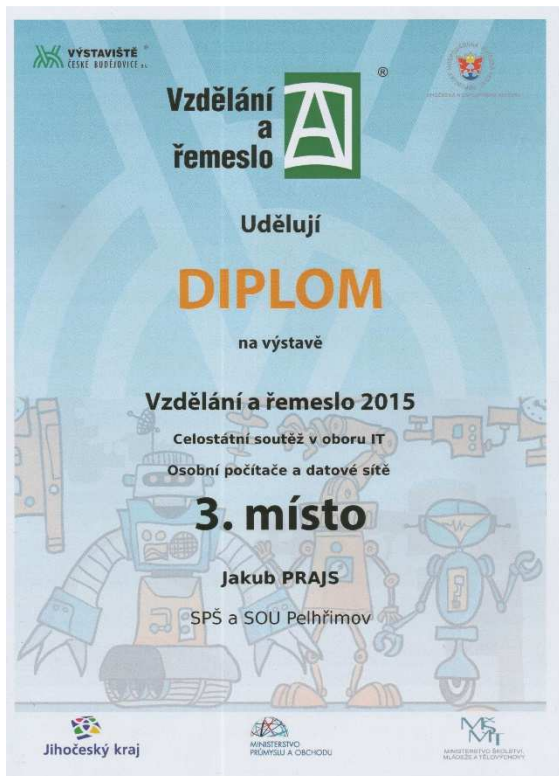 VÝSTAVIŠTĚ
ČESKÉ BUDĚJOVICE a.s.
Vzdělání
a
řemeslo
®
Udělují
DIPLOM
na výstavě
Vzdělání a řemeslo 2015
Celostátní soutěž v oboru IT
Osobní počítače a datové sítě
3. místo
Jakub PRAJS
SPŠ a SOU Pelhřimov
Jihočeský kraj
MINISTERSTVO
PRŮMYSLU A OBCHODU
MŠMT
MINISTERSTVO ŠKOLSTVÍ,
MLÁDEŽE A TĚLOVÝCHOVY